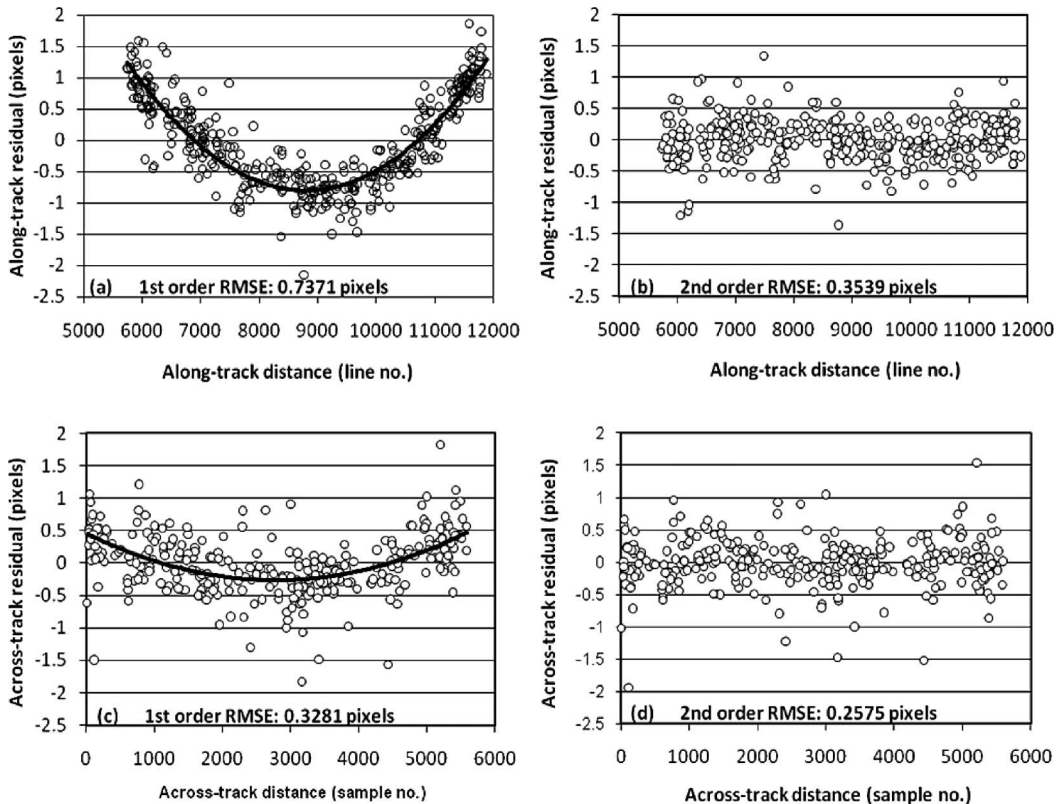 Along-track residual (pixels)
2
1.5
1
0.5
0
-0.5
-1
-1.5
-2
-2.5
(a) 1st order RMSE: 0.7371 pixels
5000 6000 7000 8000 9000 10000 11000 12000
Along-track distance (line no.)
Along-track residual (pixels)
2
1.5
1
0.5
0
-0.5
-1
-1.5
-2
-2.5
(b) 2nd order RMSE: 0.3539 pixels
5000 6000 7000 8000 9000 10000 11000 12000
Along-track distance (line no.)
Across-track residual (pixels)
2
1.5
1
0.5
0
-0.5
-1
-1.5
-2
-2.5
(c) 1st order RMSE: 0.3281 pixels
0 1000 2000 3000 4000 5000 6000
Across-track distance (sample no.)
Across-track residual (pixels)
2
1.5
1
0.5
0
-0.5
-1
-1.5
-2
-2.5
(d) 2nd order RMSE: 0.2575 pixels
0 1000 2000 3000 4000 5000 6000
Across-track distance (sample no.)